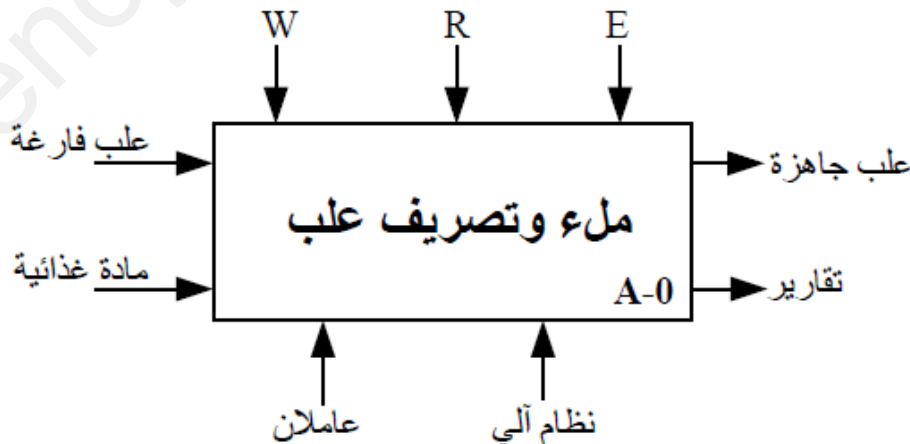 W R E
علب فارغة
علب جاهزة
ملء وتصريف علب
مادة غذائية
A-0
تقارير
عاملان
نظام آلي